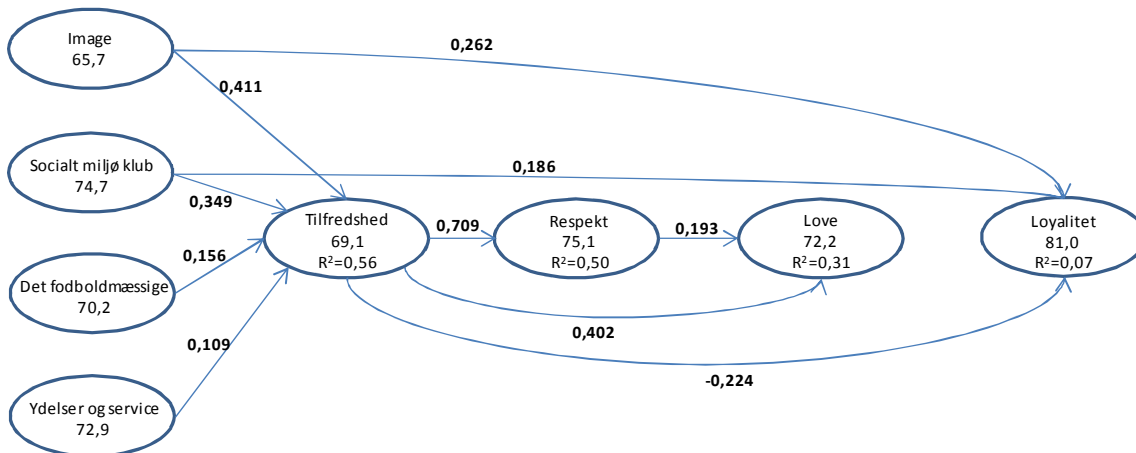 Image
65,7
0,262
0,411
Socialt miljø klub
74,7
0,186
0,349
Tilfredshed
69,1
R²=0,56
0,709
Respekt
75,1
R²=0,50
0,193
Love
72,2
R²=0,31
Loyalitet
81,0
R²=0,07
0,156
Det fodboldmæssige
70,2
0,109
0,402
-0,224
Ydelser og service
72,9